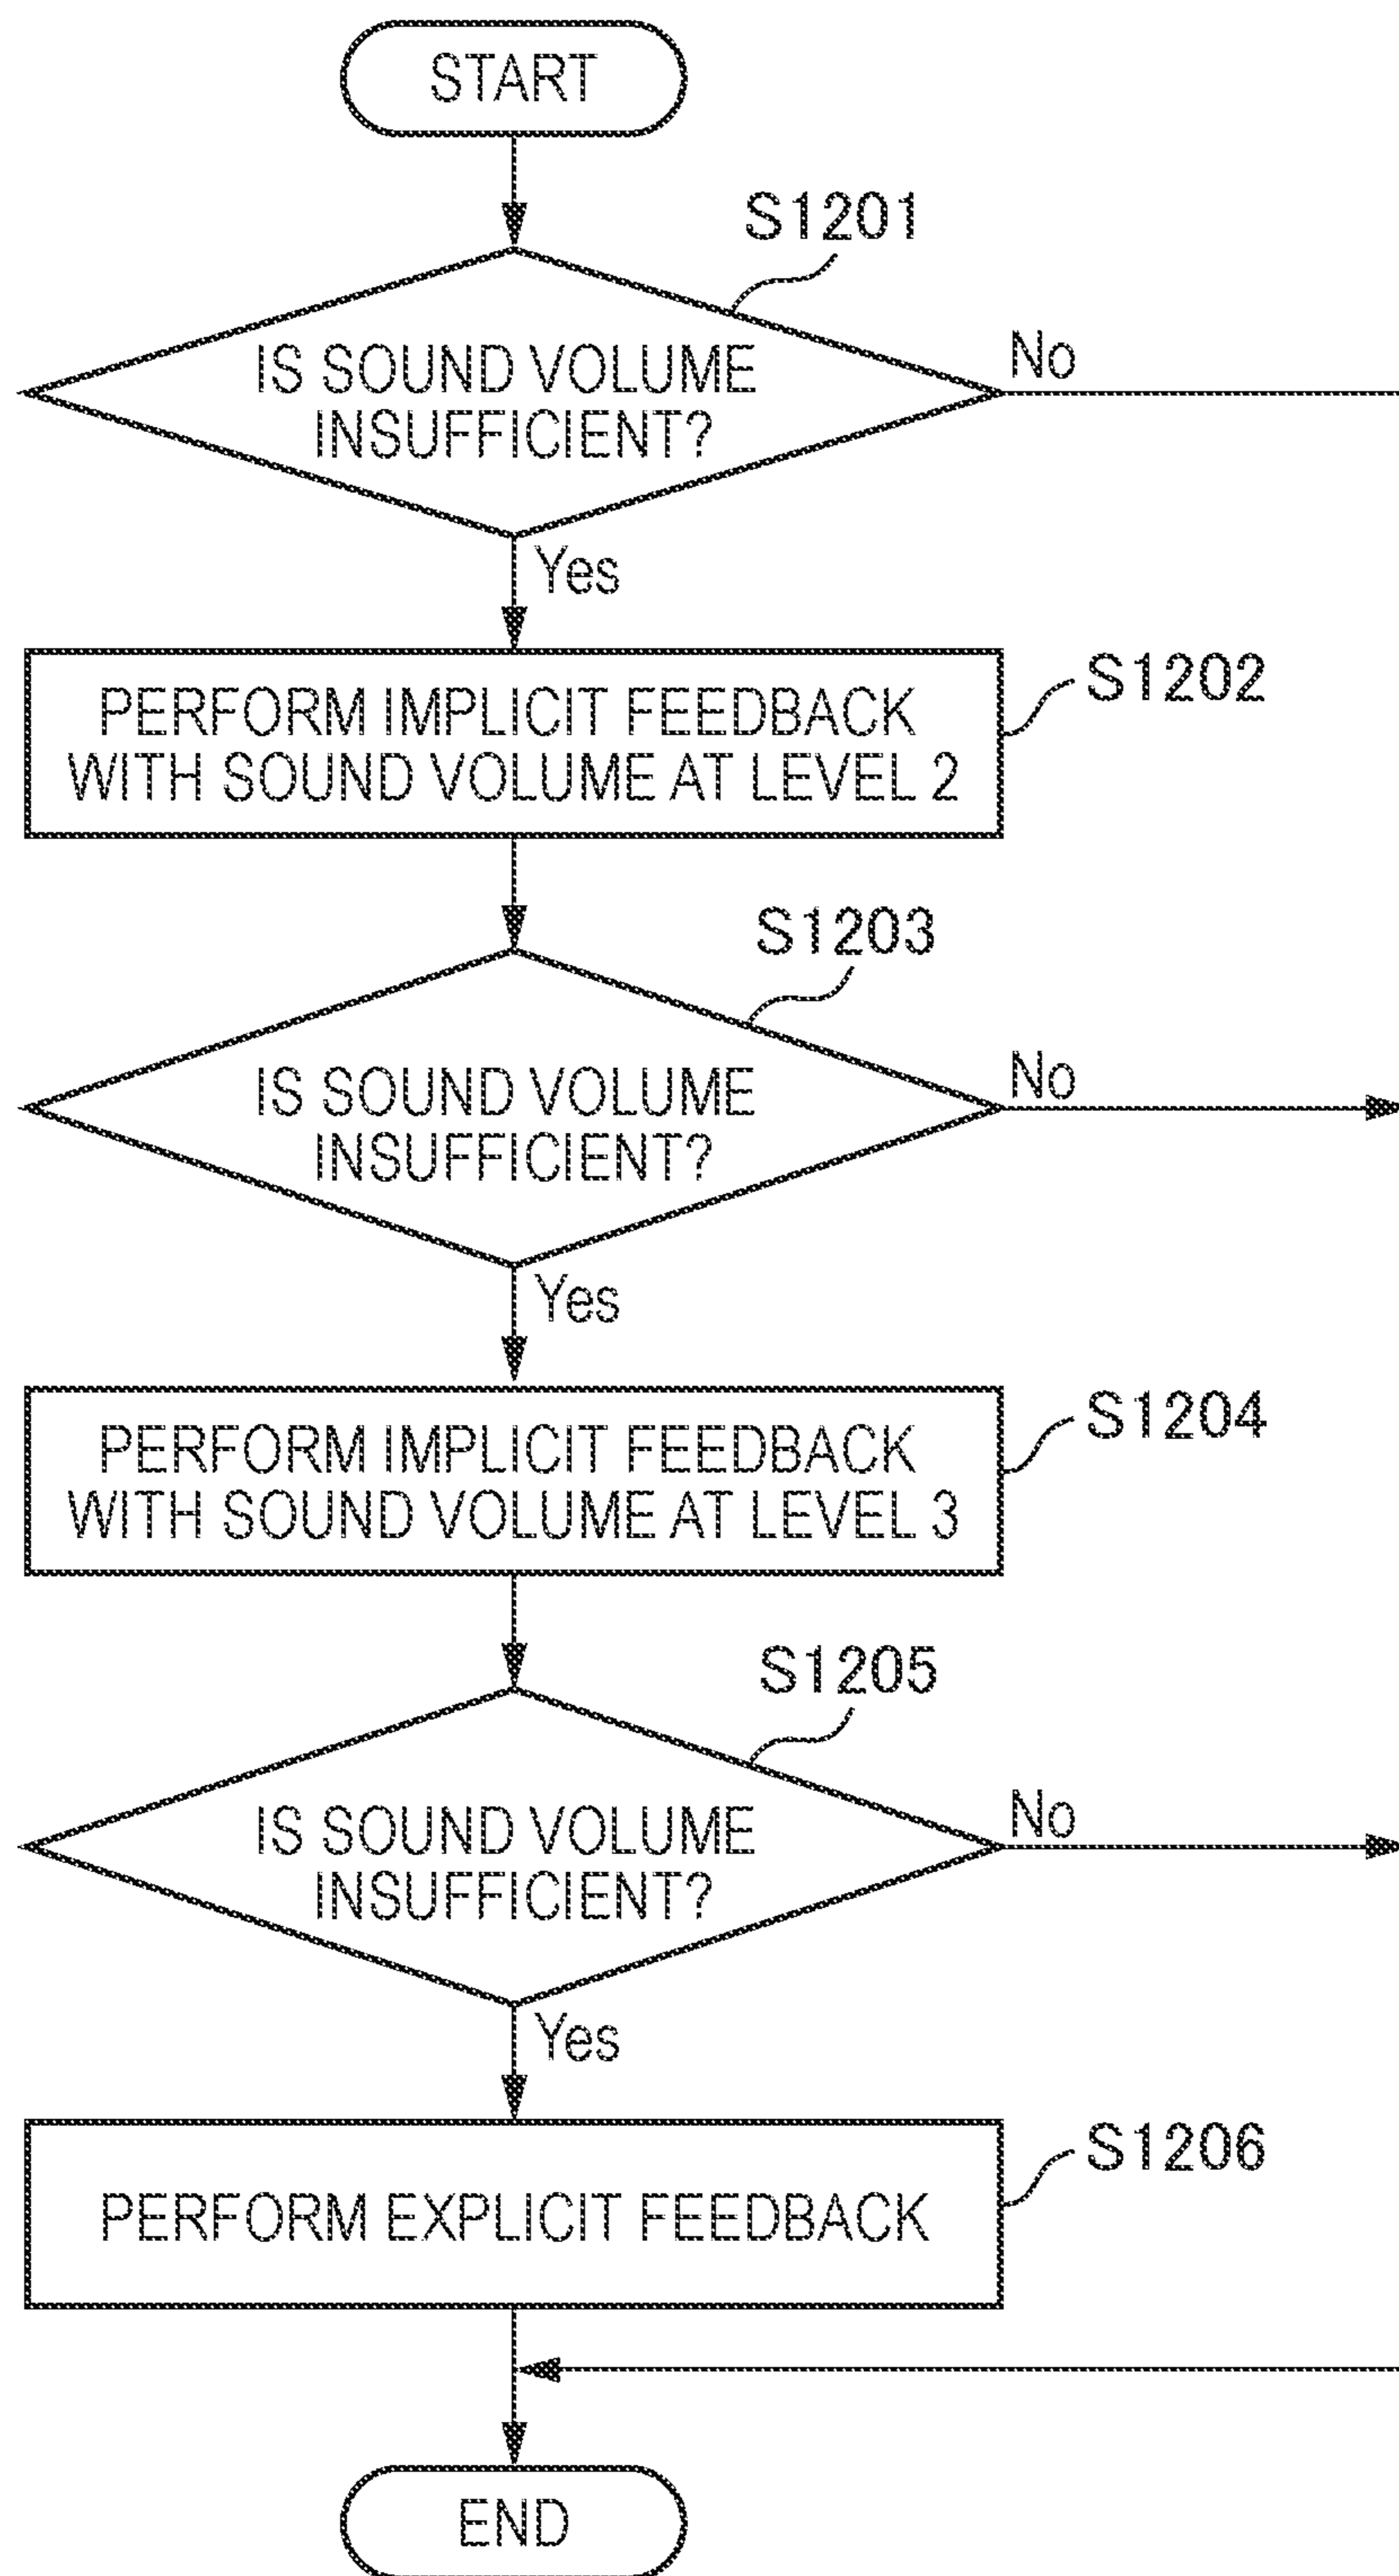 START
S1201
IS SOUND VOLUME
INSUFFICIENT?
No
Yes
PERFORM IMPLICIT FEEDBACK
WITH SOUND VOLUME AT LEVEL 2
S1202
S1203
IS SOUND VOLUME
INSUFFICIENT?
No
Yes
PERFORM IMPLICIT FEEDBACK
WITH SOUND VOLUME AT LEVEL 3
S1204
S1205
IS SOUND VOLUME
INSUFFICIENT?
No
Yes
PERFORM EXPLICIT FEEDBACK
S1206
END